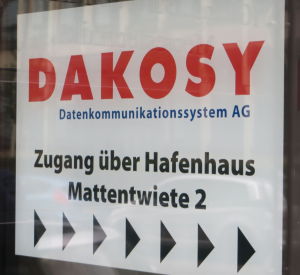 DAKOSY
Datenkommunikationssystem AG
Zugang über Hafenhaus
Mattentwiete 2